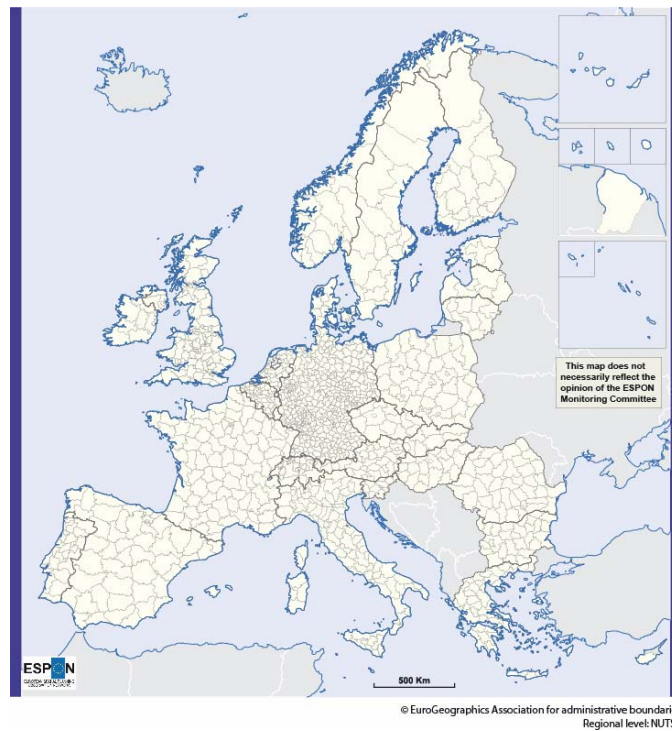 This map does not
necessarily reflect the
opinion of the ESPON
Monitoring Committee
ESPON
500 Km
© EuroGeographics Association for administrative boundari
Regional level: NUTS